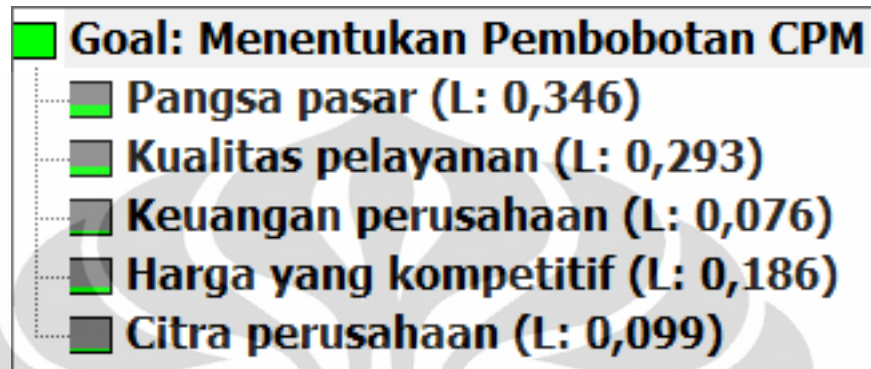 Goal: Menentukan Pembobotan CPM
Pangsa pasar (L: 0,346)
Kualitas pelayanan (L: 0,293)
Keuangan perusahaan (L: 0,076)
Harga yang kompetitif (L: 0,186)
Citra perusahaan (L: 0,099)